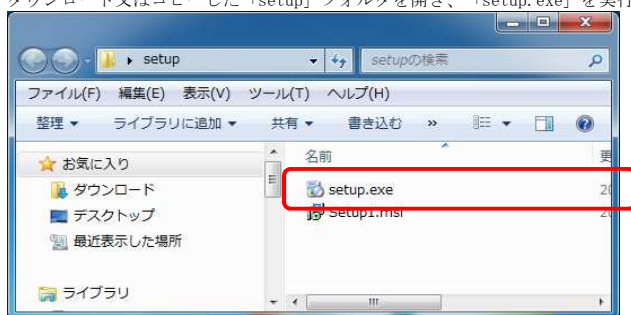 ダウンロード又はコピーした「setup」フォルダを開き、「setup.exe」を実行
setup
setupの検索
ファイル(F) 編集(E) 表示(V) ツール(T) ヘルプ(H)
整理 ライブラリに追加 共有 書き込む »
お気に入り
ダウンロード
デスクトップ
最近表示した場所
ライブラリ
名前
setup.exe
Setup1.msi